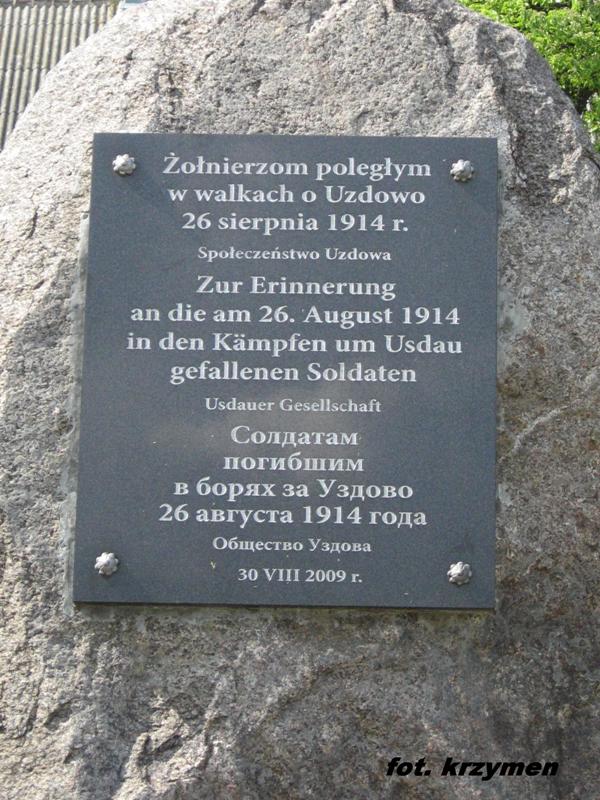 Żołnierzom poległym
w walkach o Uzdowo
26 sierpnia 1914 r.
Społeczeństwo Uzdowa
Zur Erinnerung
an die am 26. August 1914
in den Kämpfen um Usdau
gefallenen Soldaten
Usdauer Gesellschaft
Солдатам
погибшим
в борях за Уздово
26 августа 1914 года
Общество Уздова
30 VIII 2009 r.
fot. krzymen